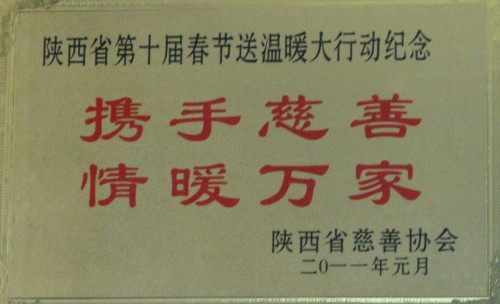 陕西省第十届春节送温暖大行动纪念
携手慈善
情暖万家
陕西省慈善协会
二0一一年元月